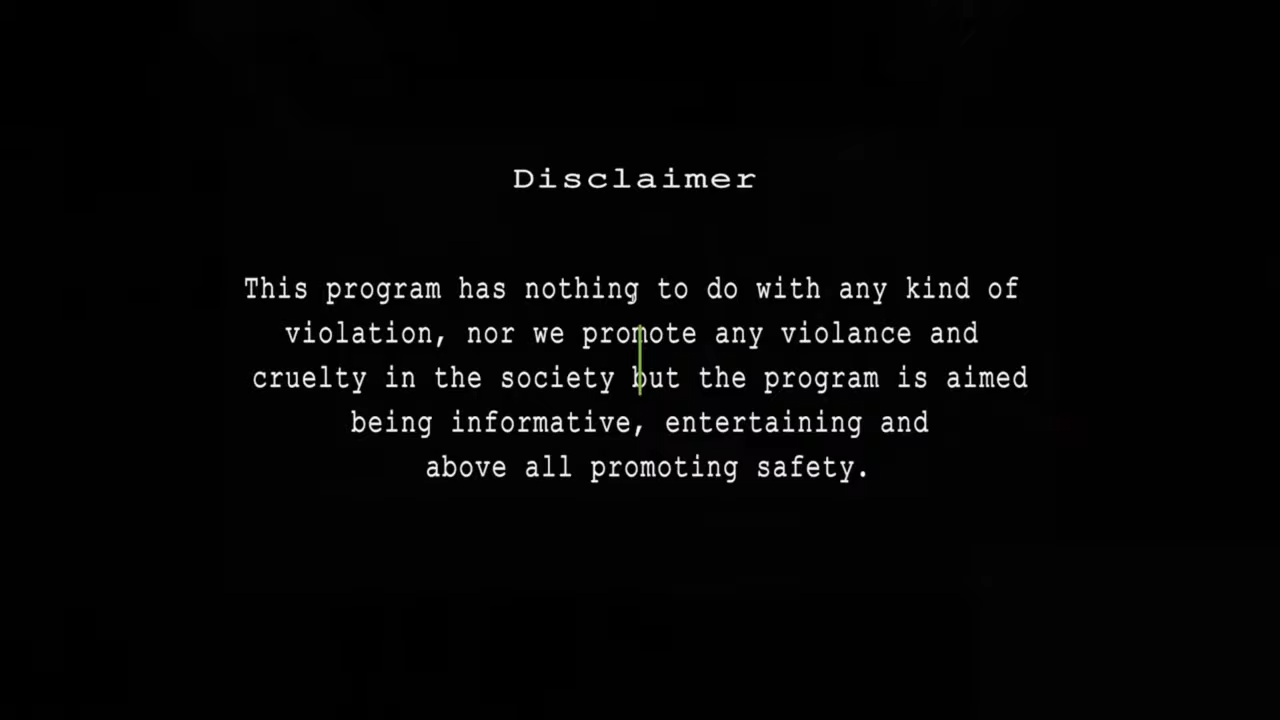 Disclaimer
This program has nothing to do with any kind of
violation, nor we promote any violance and
cruelty in the society but the program is aimed
being informative, entertaining and
above all promoting safety.